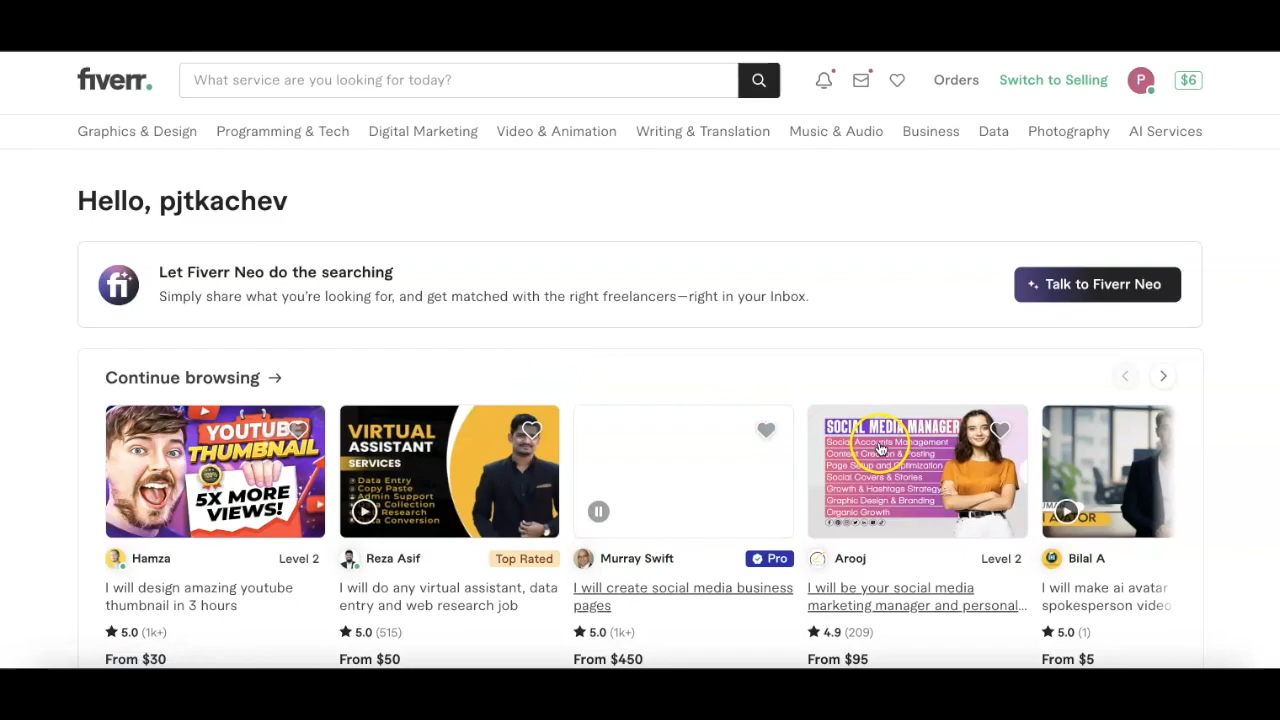 fiverr.
What service are you looking for today?
Orders
Switch to Selling
P
$6
Graphics & Design
Programming & Tech
Digital Marketing
Video & Animation
Writing & Translation
Music & Audio
Business
Data
Photography
AI Services
Hello, pjtkachev
fi
Let Fiverr Neo do the searching
Simply share what you're looking for, and get matched with the right freelancers—right in your Inbox.
Talk to Fiverr Neo
Continue browsing →
YOUTUBE
THUMBNAIL
5X MORE
VIEWS!
Hamza
Level 2
I will design amazing youtube
thumbnail in 3 hours
5.0 (1k+)
From $30
VIRTUAL
ASSISTANT
SERVICES
Data Entry
Copy Paste
Admin Support
Research
Conversion
Reza Asif
Top Rated
I will do any virtual assistant, data
entry and web research job
5.0 (515)
From $50
Murray Swift
Pro
I will create social media business
pages
5.0 (1k+)
From $450
SOCIAL MEDIA MANAGER
Social Accounts Management
Content Creation & Posting
Page Setup and Optimization
Social Covers & Stories
Growth & Hashtags Strategy
Graphic Design & Branding
Organic Growth
Arooj
Level 2
I will be your social media
marketing manager and personal...
4.9 (209)
From $95
Bilal A
I will make ai avatar
spokesperson video
5.0 (1)
From $5